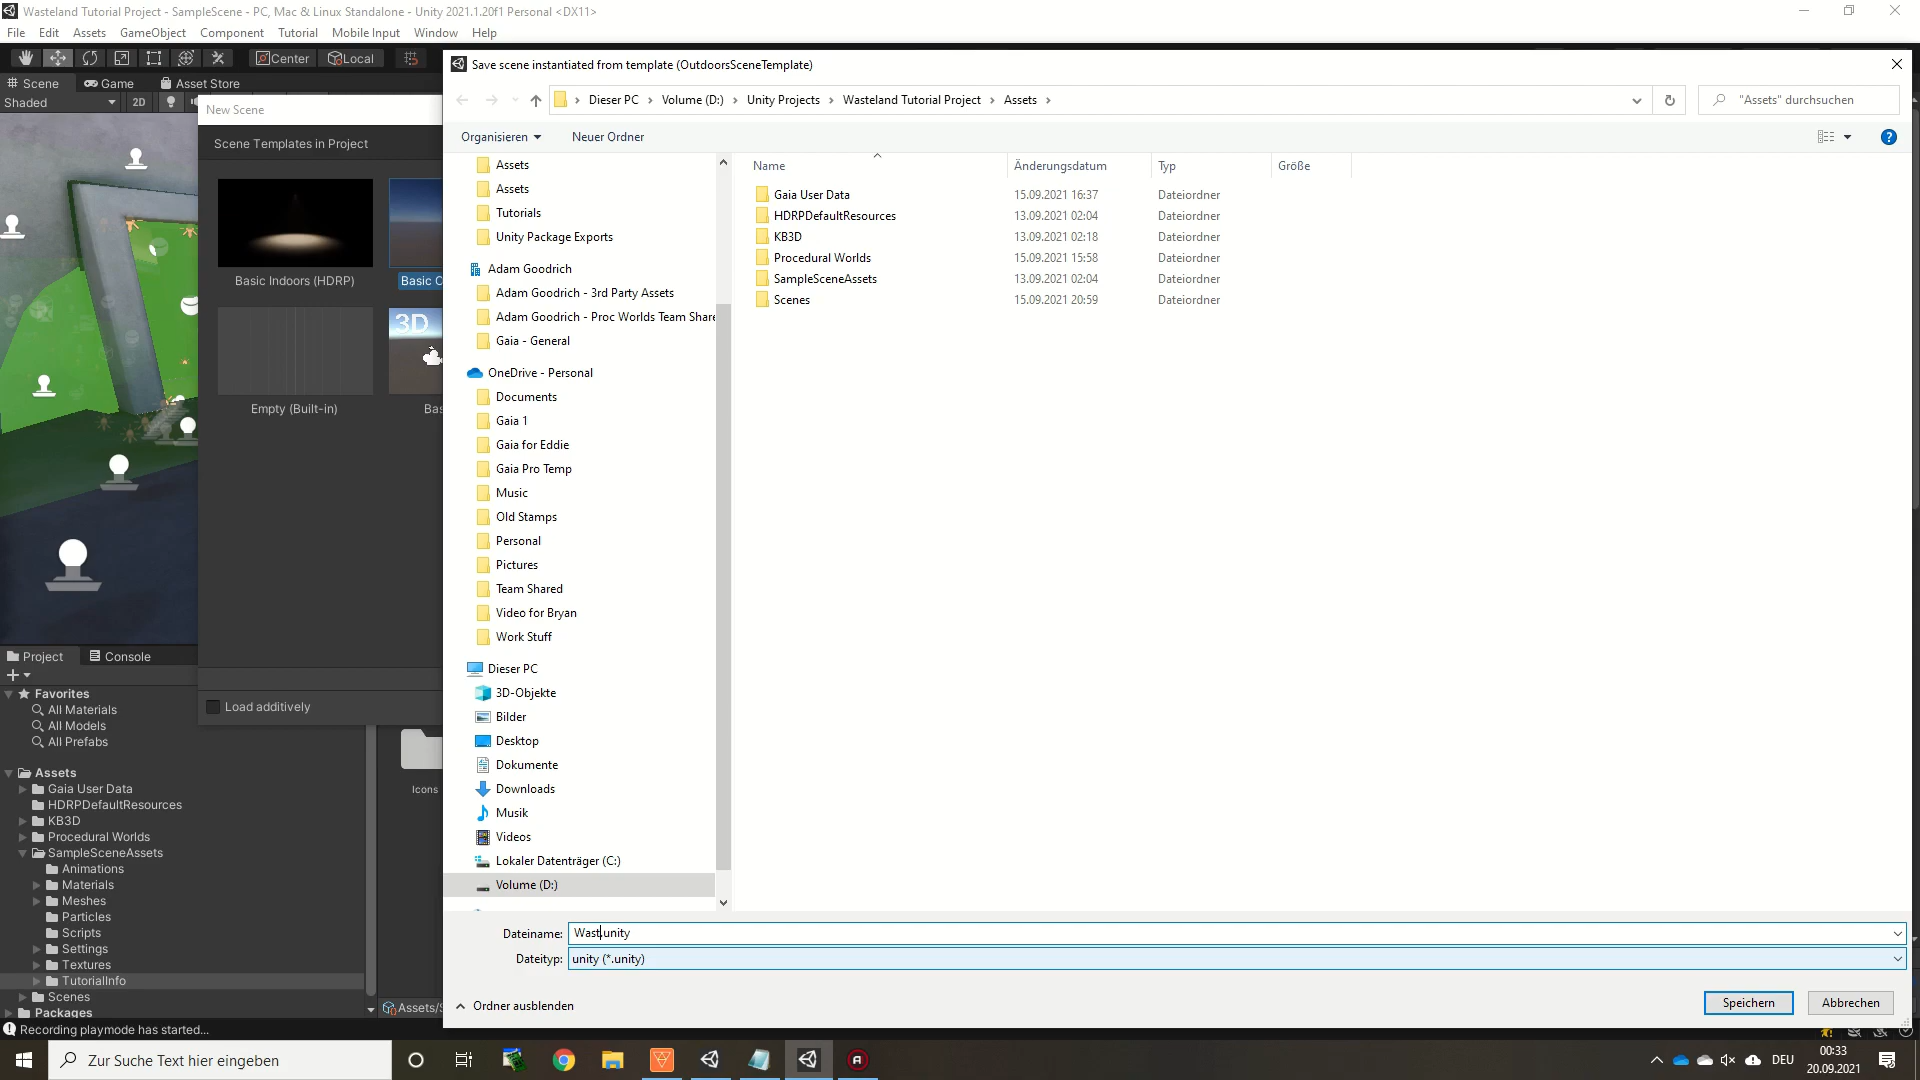 Wasteland Tutorial Project - SampleScene - PC, Mac & Linux Standalone - Unity 2021.1.20f1 Personal <DX11>
File Edit Assets GameObject Component Tutorial Mobile Input Window Help
Center Local
Scene Game Asset Store
Shaded 2D
New Scene
Scene Templates in Project
Basic Indoors (HDRP)
Basic O
3D
Empty (Built-in)
Bas
Load additively
Save scene instantiated from template (OutdoorsSceneTemplate)
Dieser PC > Volume (D:) > Unity Projects > Wasteland Tutorial Project > Assets >
"Assets" durchsuchen
Organisieren Neuer Ordner
Assets
Assets
Tutorials
Unity Package Exports
Adam Goodrich
Adam Goodrich - 3rd Party Assets
Adam Goodrich - Proc Worlds Team Share
Gaia - General
OneDrive - Personal
Documents
Gaia 1
Gaia for Eddie
Gaia Pro Temp
Music
Old Stamps
Personal
Pictures
Team Shared
Video for Bryan
Work Stuff
Dieser PC
3D-Objekte
Bilder
Desktop
Dokumente
Downloads
Musik
Videos
Lokaler Datenträger (C:)
Volume (D:)
Name Änderungsdatum Typ Größe
Gaia User Data 15.09.2021 16:37 Dateiordner
HDRPDefaultResources 13.09.2021 02:04 Dateiordner
KB3D 13.09.2021 02:18 Dateiordner
Procedural Worlds 15.09.2021 15:58 Dateiordner
SampleSceneAssets 13.09.2021 02:04 Dateiordner
Scenes 15.09.2021 20:59 Dateiordner
Dateiname: Wast.unity
Dateityp: unity (*.unity)
Ordner ausblenden
Speichern Abbrechen
Project Console
Favorites
All Materials
All Models
All Prefabs
Assets
Gaia User Data
HDRPDefaultResources
KB3D
Procedural Worlds
SampleSceneAssets
Animations
Materials
Meshes
Particles
Scripts
Settings
Textures
TutorialInfo
Scenes
Packages
Icons
Assets/S
Recording playmode has started...
Zur Suche Text hier eingeben
DEU
00:33
20.09.2021